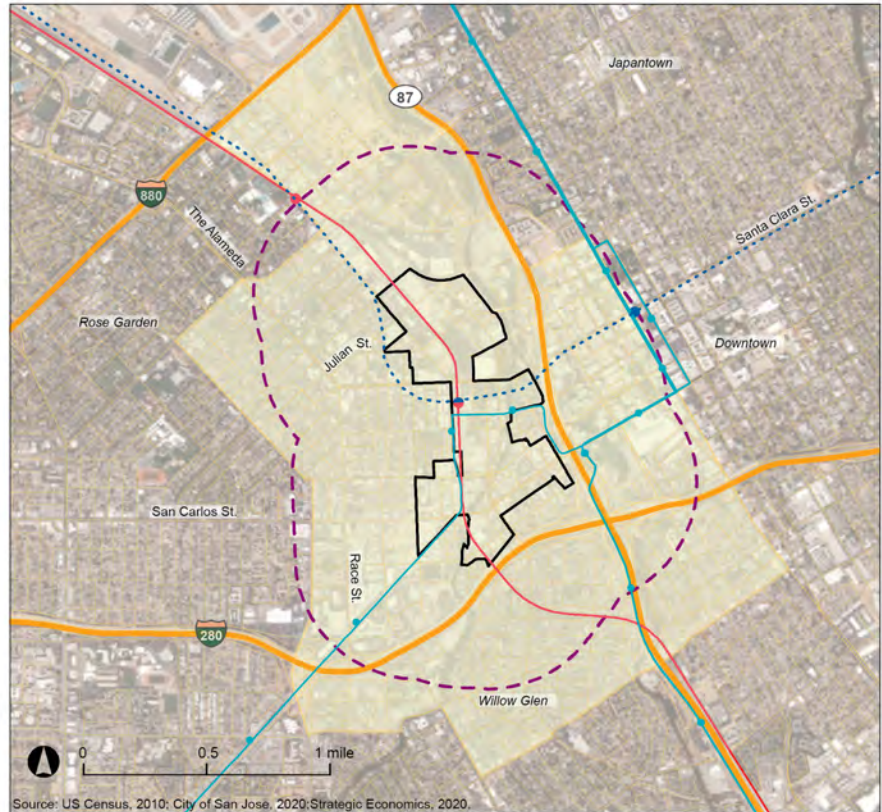 Japantown
87
880
The Alameda
Santa Clara St.
Rose Garden
Julian St.
Downtown
San Carlos St.
Race St.
280
Willow Glen
0 0.5 1 mile
Source: US Census, 2010; City of San Jose, 2020;Strategic Economics, 2020.